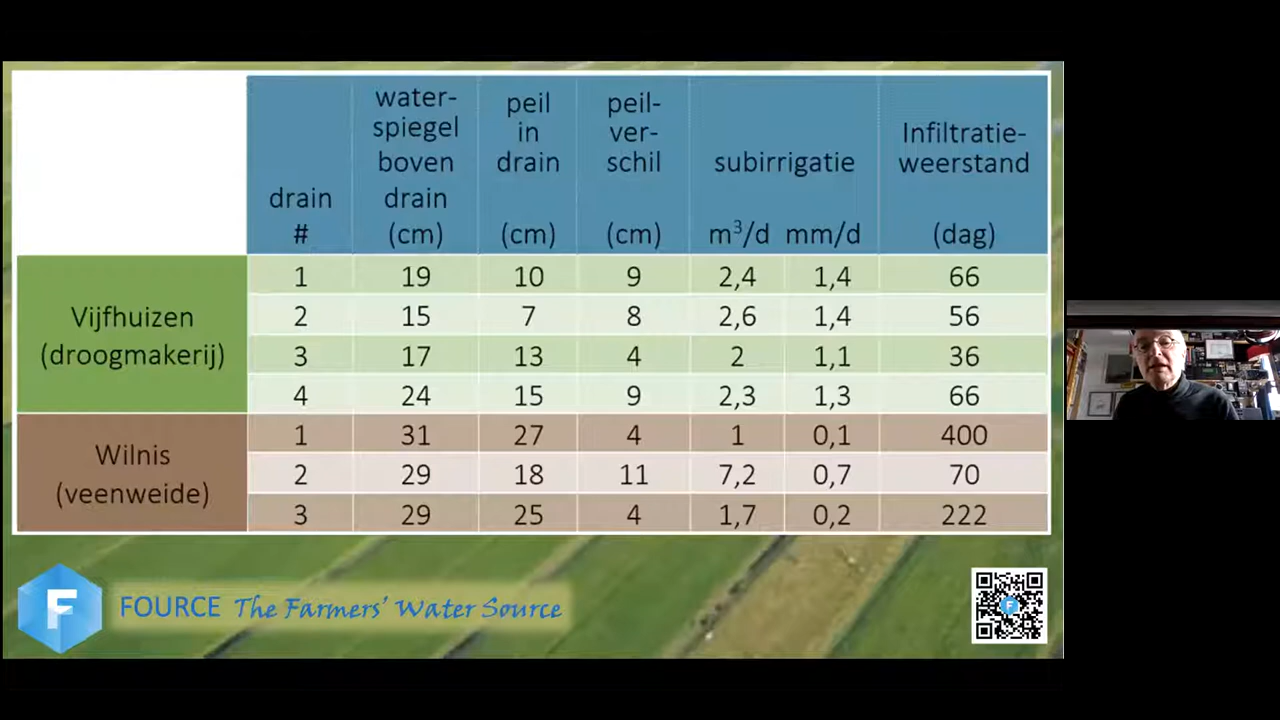 water-
spiegel
boven
drain
(cm)
peil
in
drain
(cm)
peil-
ver-
schil
(cm)
subirrigatie
m³/d mm/d
Infiltratie-
weerstand
(dag)
drain
#
Vijfhuizen
(droogmakerij)
1 19 10 9 2,4 1,4 66
2 15 7 8 2,6 1,4 56
3 17 13 4 2 1,1 36
4 24 15 9 2,3 1,3 66
Wilnis
(veenweide)
1 31 27 4 1 0,1 400
2 29 18 11 7,2 0,7 70
3 29 25 4 1,7 0,2 222
F FOURCE The Farmers' Water Source